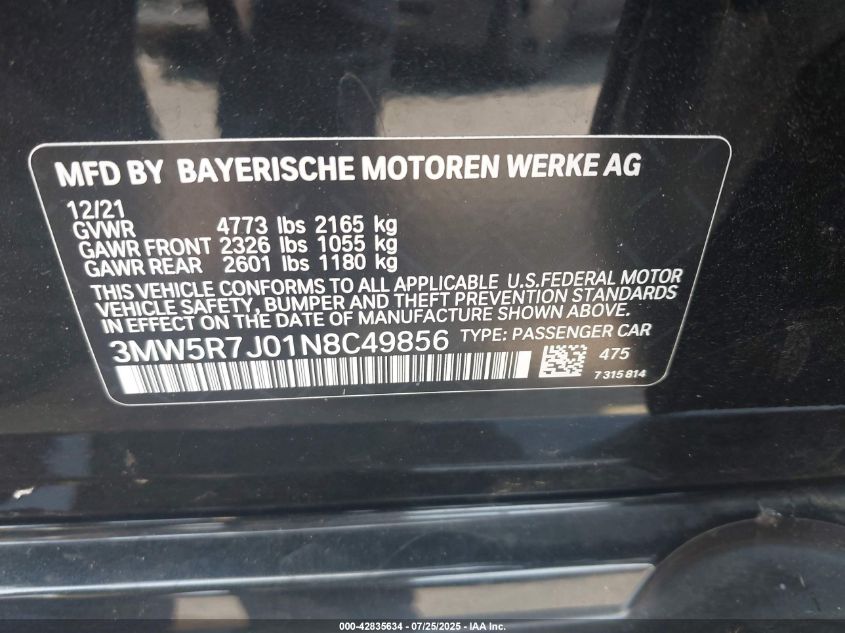 MFD BY BAYERISCHE MOTOREN WERKE AG
12/21
GVWR 4773 lbs 2165 kg
GAWR FRONT 2326 lbs 1055 kg
GAWR REAR 2601 lbs 1180 kg
THIS VEHICLE CONFORMS TO ALL APPLICABLE U.S.FEDERAL MOTOR
VEHICLE SAFETY, BUMPER AND THEFT PREVENTION STANDARDS
IN EFFECT ON THE DATE OF MANUFACTURE SHOWN ABOVE.
3MW5R7J01N8C49856 TYPE: PASSENGER CAR
475
7 315 814
000-42835634 - 07/25/2025 - IAA Inc.